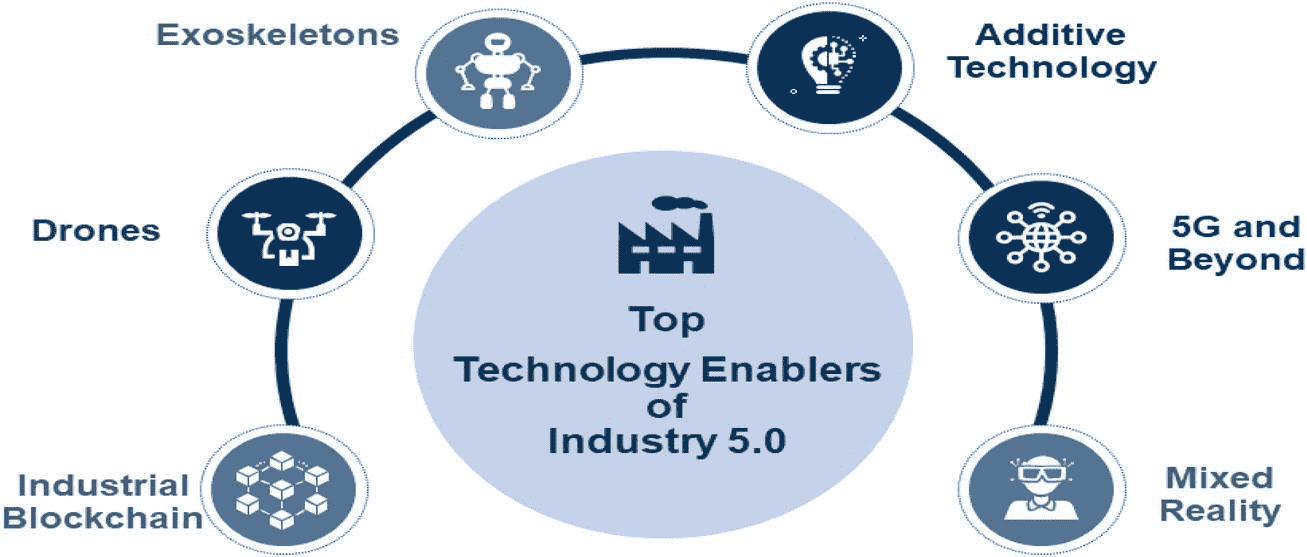 Exoskeletons
Additive
Technology
Drones
5G and
Beyond
Top
Technology Enablers
of
Industry 5.0
Industrial
Blockchain
Mixed
Reality